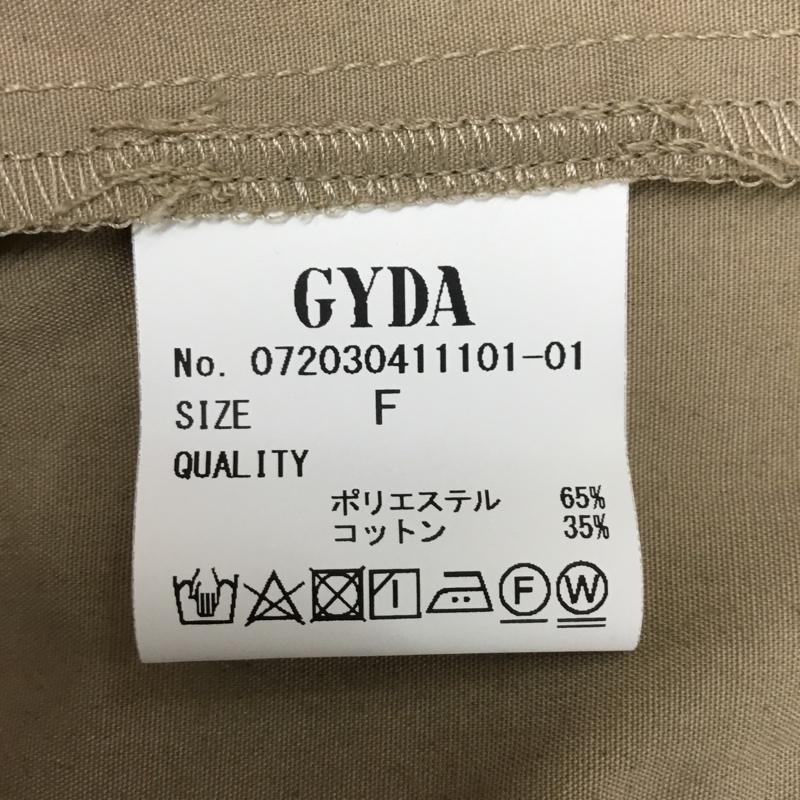 GYDA
No. 072030411101-01
SIZE F
QUALITY
ポリエステル 65%
コットン 35%
F W